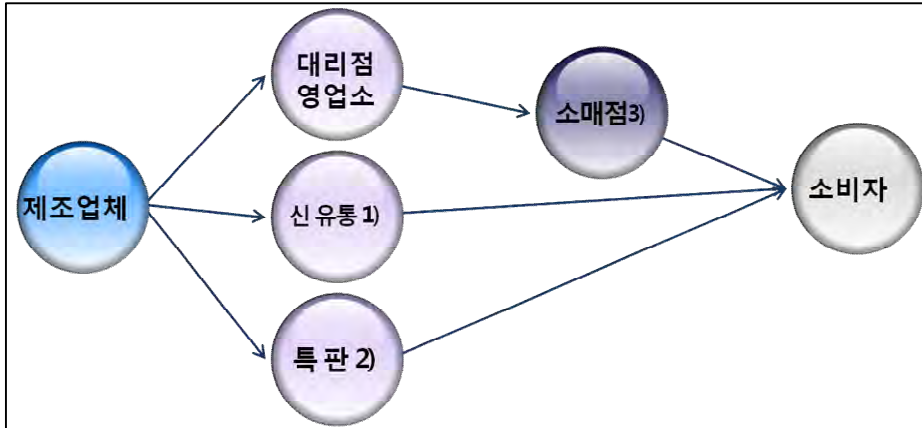 대리점
영업소
소매점3)
제조업체
신 유통 1)
소비자
특 판 2)